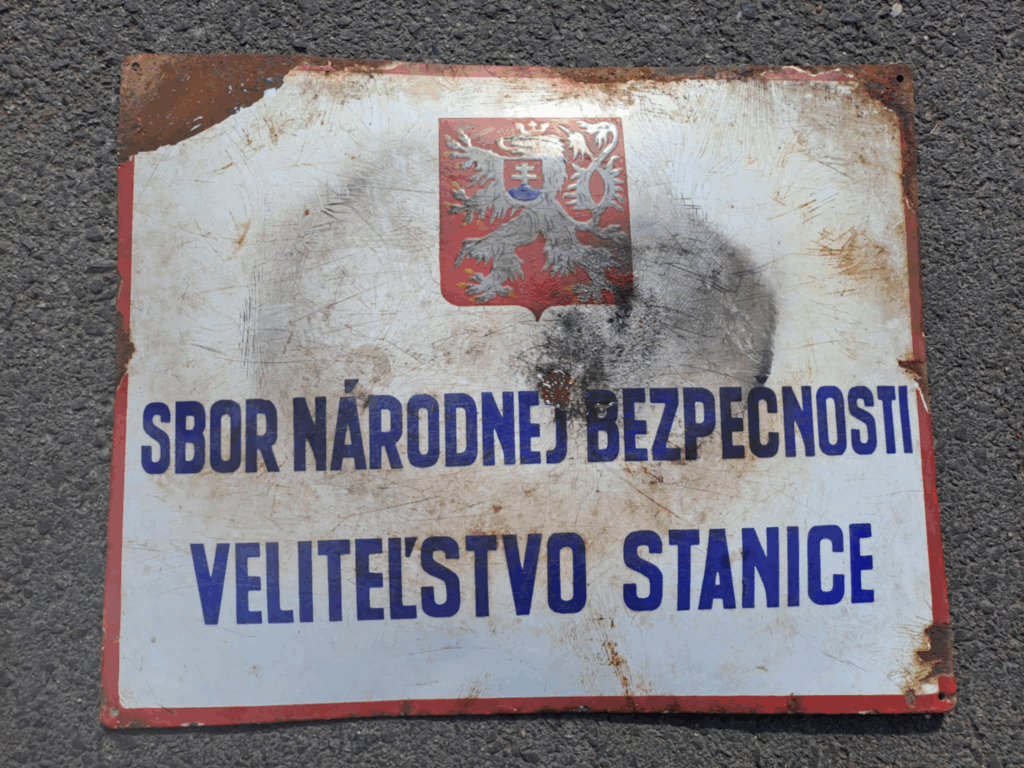 SBOR NÁRODNEJ BEZPEČNOSTI
VELITEĽSTVO STANICE